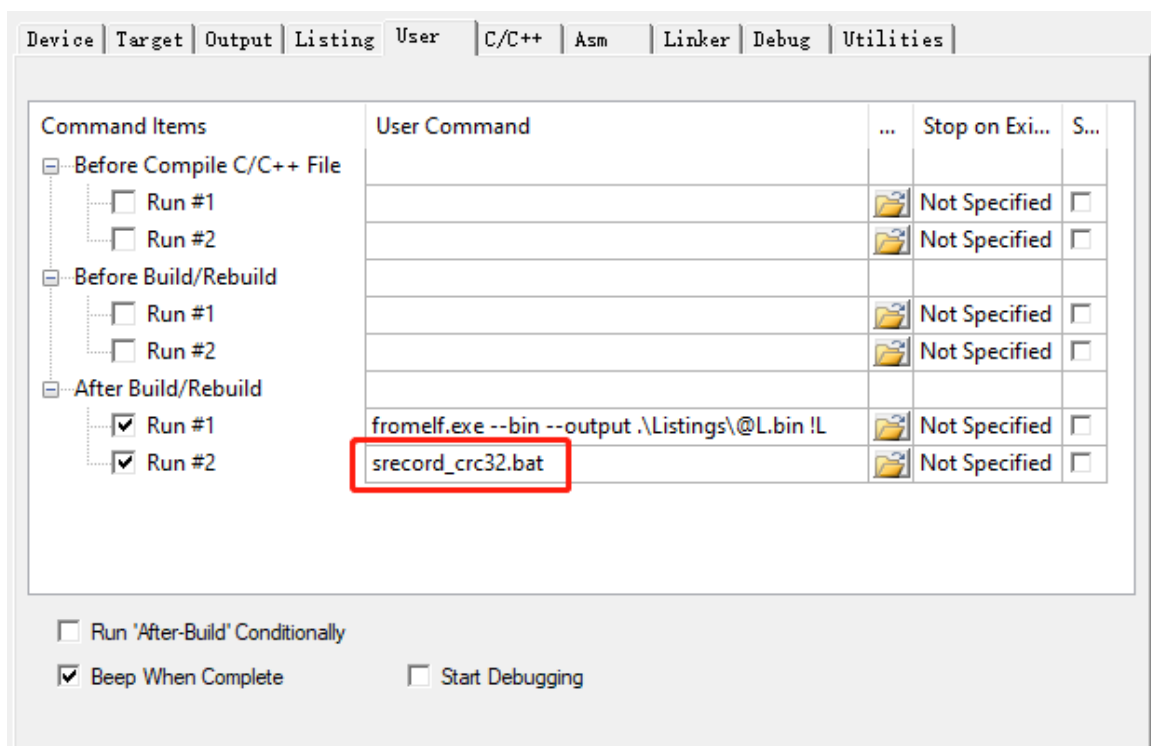 Device Target Output Listing User C/C++ Asm Linker Debug Utilities
Command Items User Command ... Stop on Exi... S...
Before Compile C/C++ File
Run #1 Not Specified
Run #2 Not Specified
Before Build/Rebuild
Run #1 Not Specified
Run #2 Not Specified
After Build/Rebuild
Run #1 fromelf.exe --bin --output .\Listings\@L.bin !L Not Specified
Run #2 srecord_crc32.bat Not Specified
Run 'After-Build' Conditionally
Beep When Complete Start Debugging